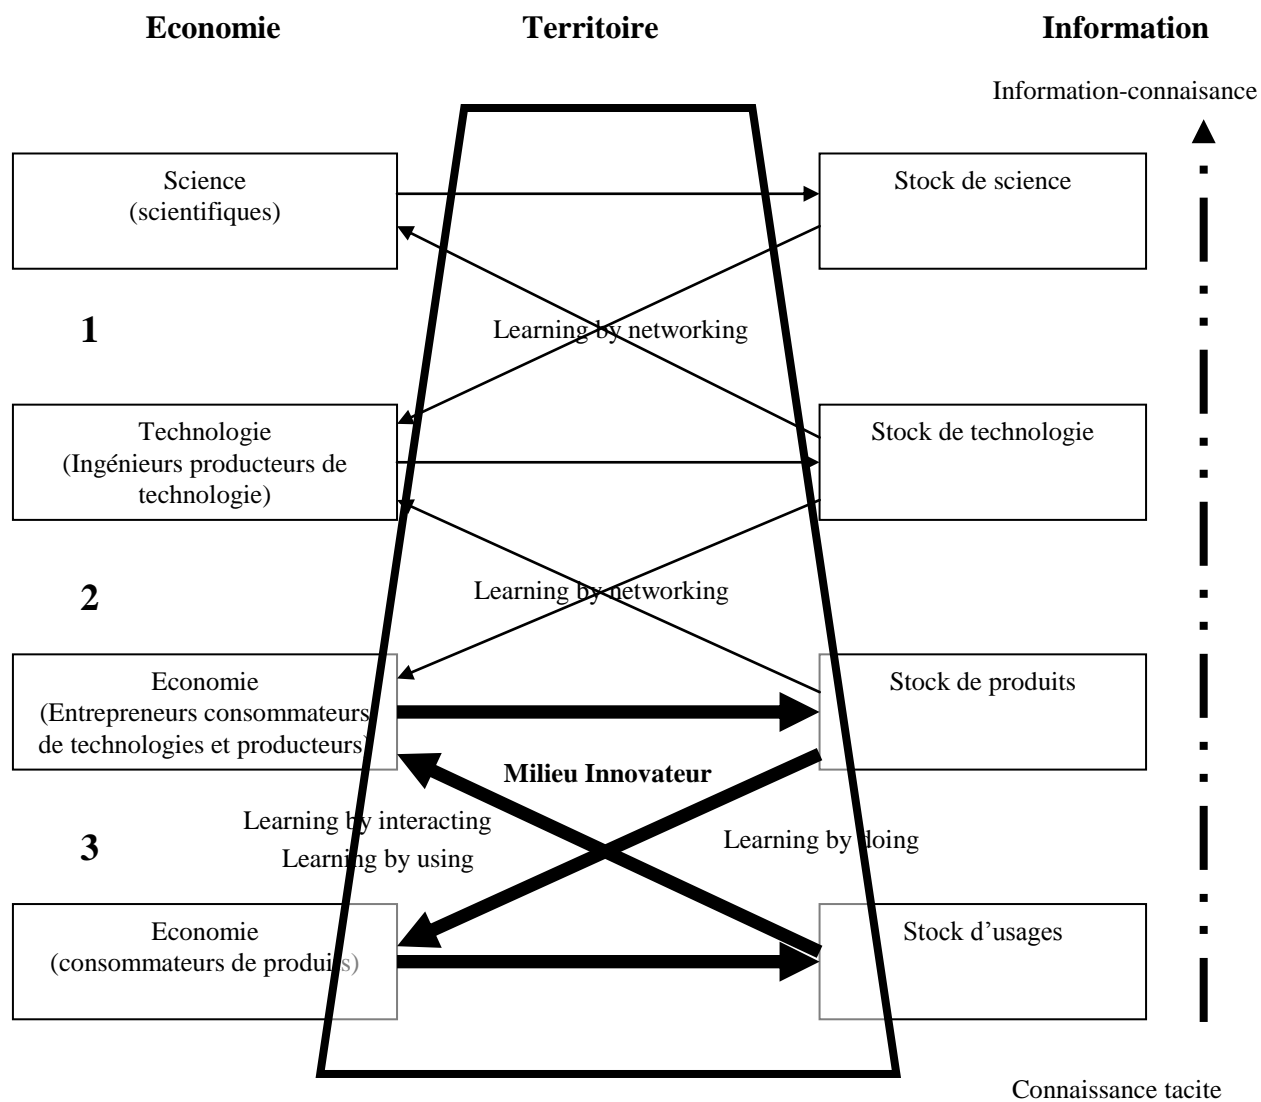 Economie
Territoire
Information
Information-connaisance
Science
(scientifiques)
Stock de science
1
Learning by networking
Technologie
(Ingénieurs producteurs de
technologie)
Stock de technologie
2
Learning by networking
Economie
(Entrepreneurs consommateurs
de technologies et producteurs)
Stock de produits
Milieu Innovateur
Learning by interacting
Learning by using
Learning by doing
3
Economie
(consommateurs de produits)
Stock d’usages
Connaissance tacite